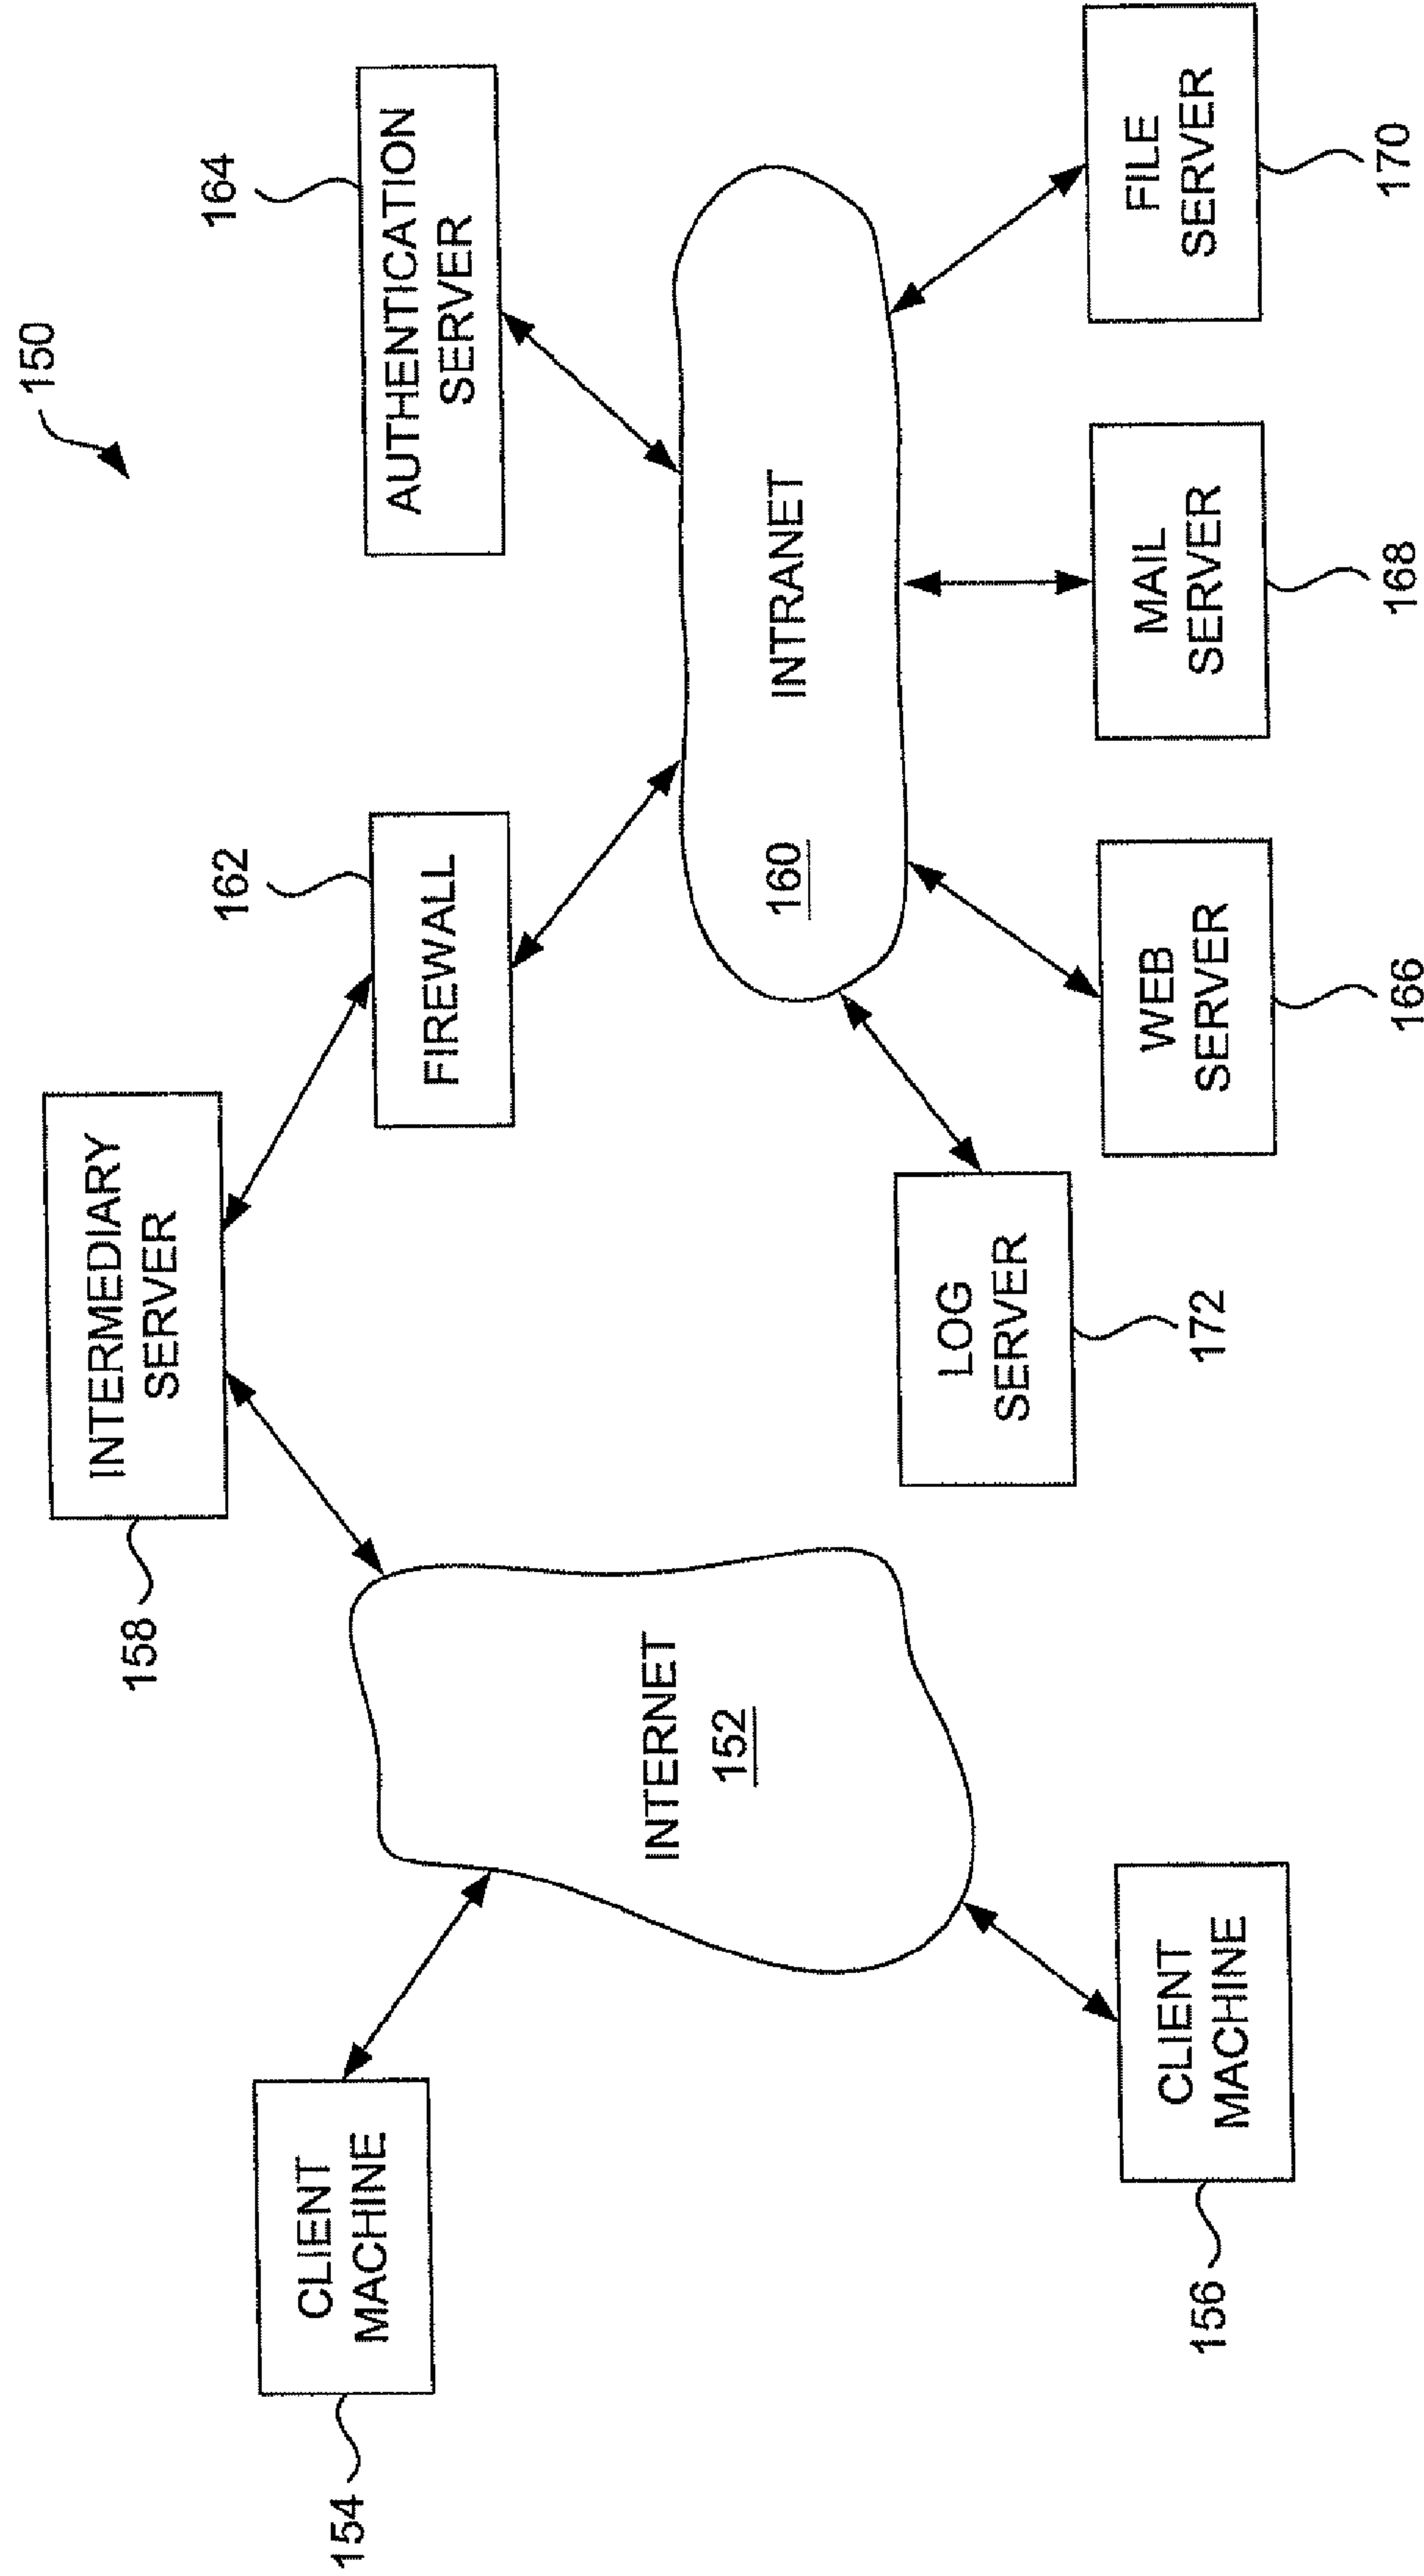 150
INTERMEDIARY
SERVER
158
FIREWALL
162
AUTHENTICATION
SERVER
164
CLIENT
MACHINE
154
INTERNET
152
160
INTRANET
LOG
SERVER
172
CLIENT
MACHINE
156
WEB
SERVER
166
MAIL
SERVER
168
FILE
SERVER
170